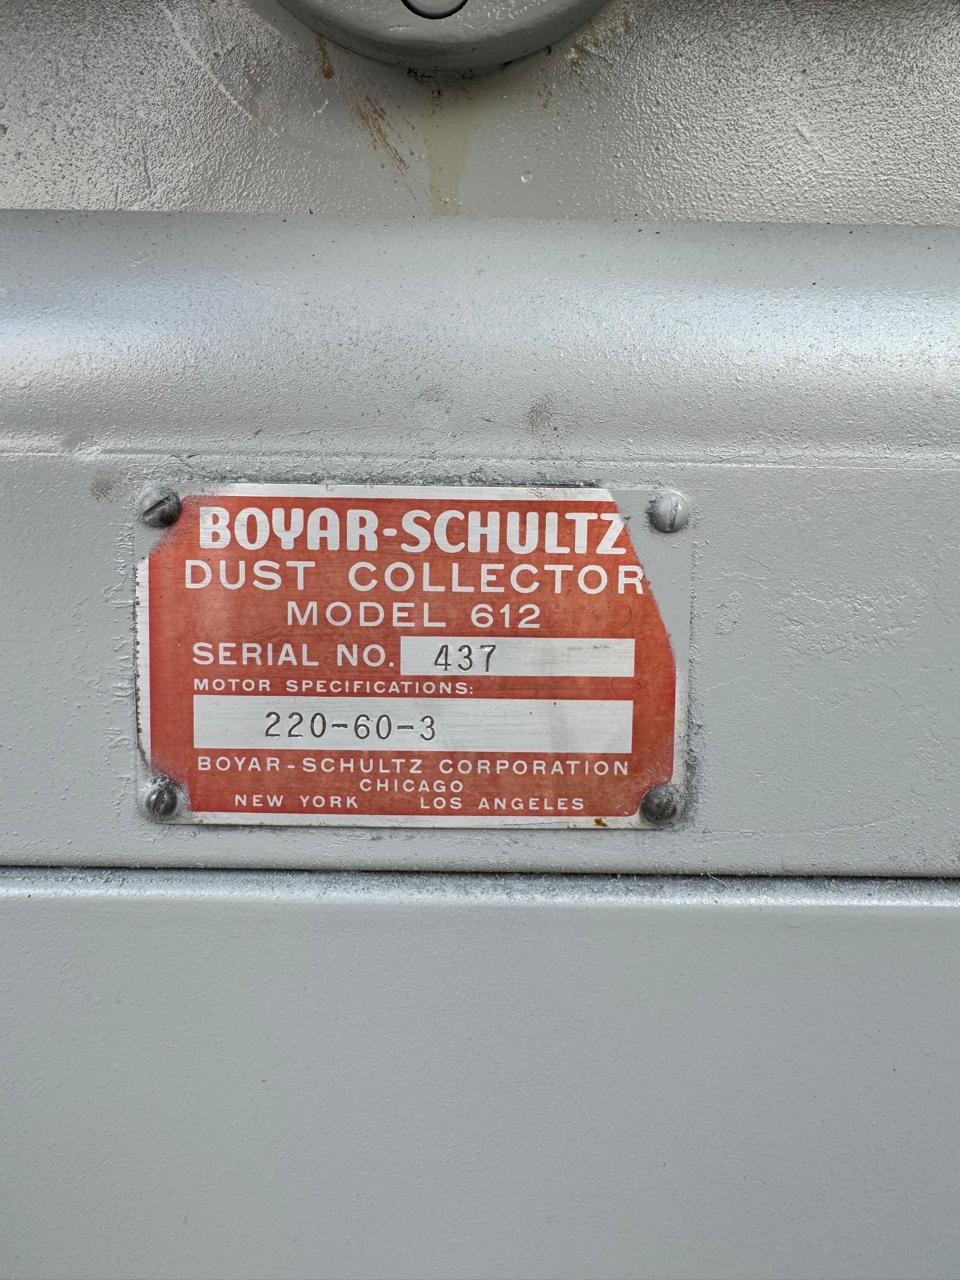 BOYAR-SCHULTZ
DUST COLLECTOR
MODEL 612
SERIAL NO. 437
MOTOR SPECIFICATIONS:
220-60-3
BOYAR-SCHULTZ CORPORATION
CHICAGO
NEW YORK LOS ANGELES